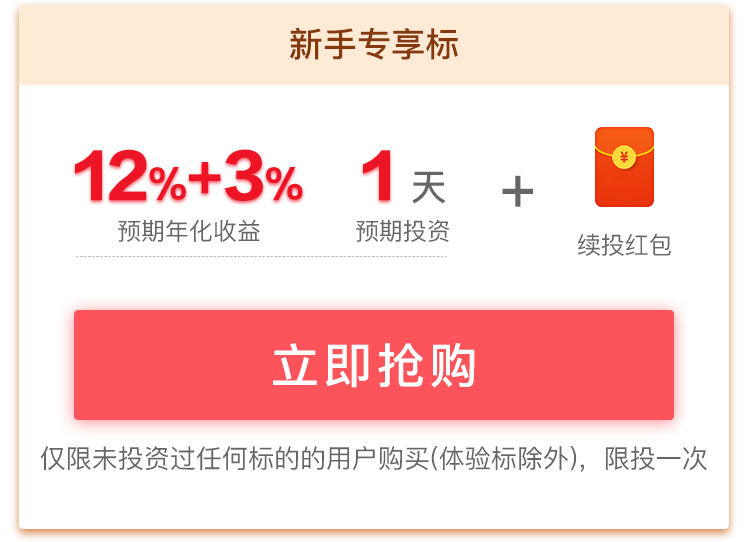 新手专享标
12%+3% 1 天 + ¥
预期年化收益 预期投资 续投红包
立即抢购
仅限未投资过任何标的的用户购买(体验标除外)，限投一次